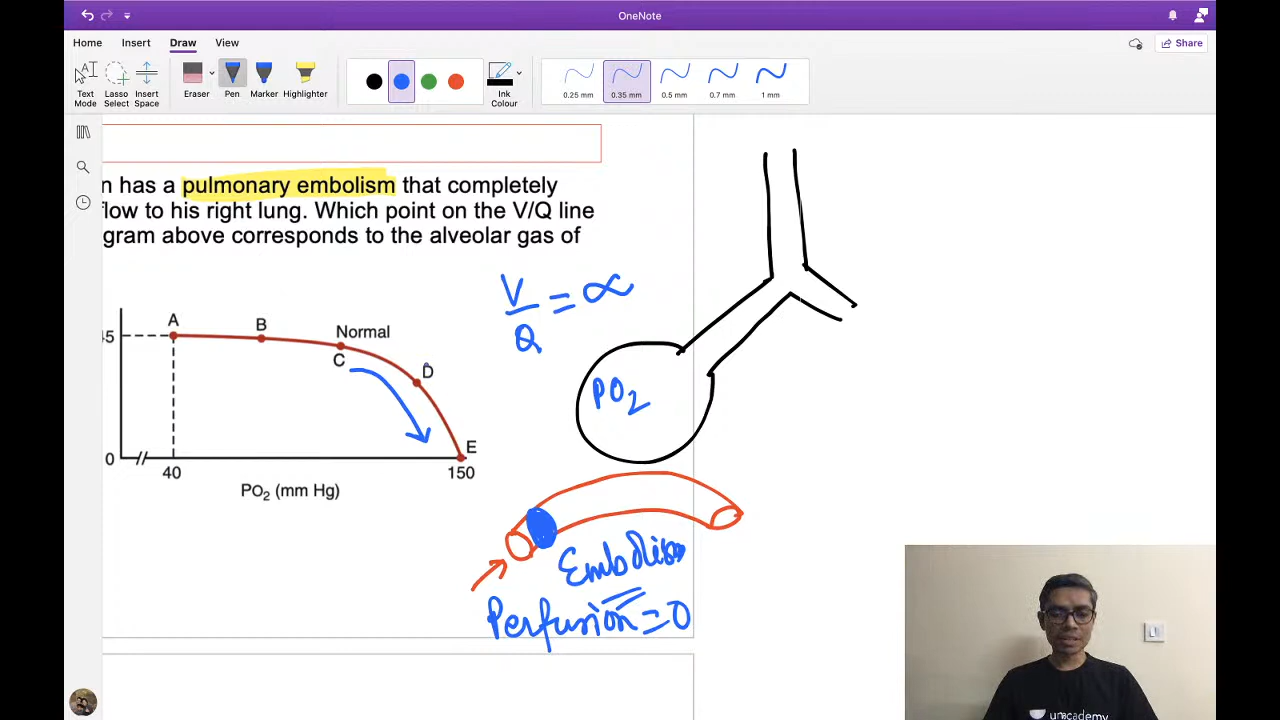 OneNote
Home Insert Draw View
Share
Text Mode
Lasso Select
Insert Space
Eraser
Pen
Marker
Highlighter
Ink Colour
0.25 mm
0.35 mm
0.5 mm
0.7 mm
1 mm
n has a pulmonary embolism that completely
flow to his right lung. Which point on the V/Q line
gram above corresponds to the alveolar gas of
V/Q = ∝
A
B
Normal
C
D
E
0
40
150
PO2 (mm Hg)
PO2
Embolism
Perfusion = 0
unacademy